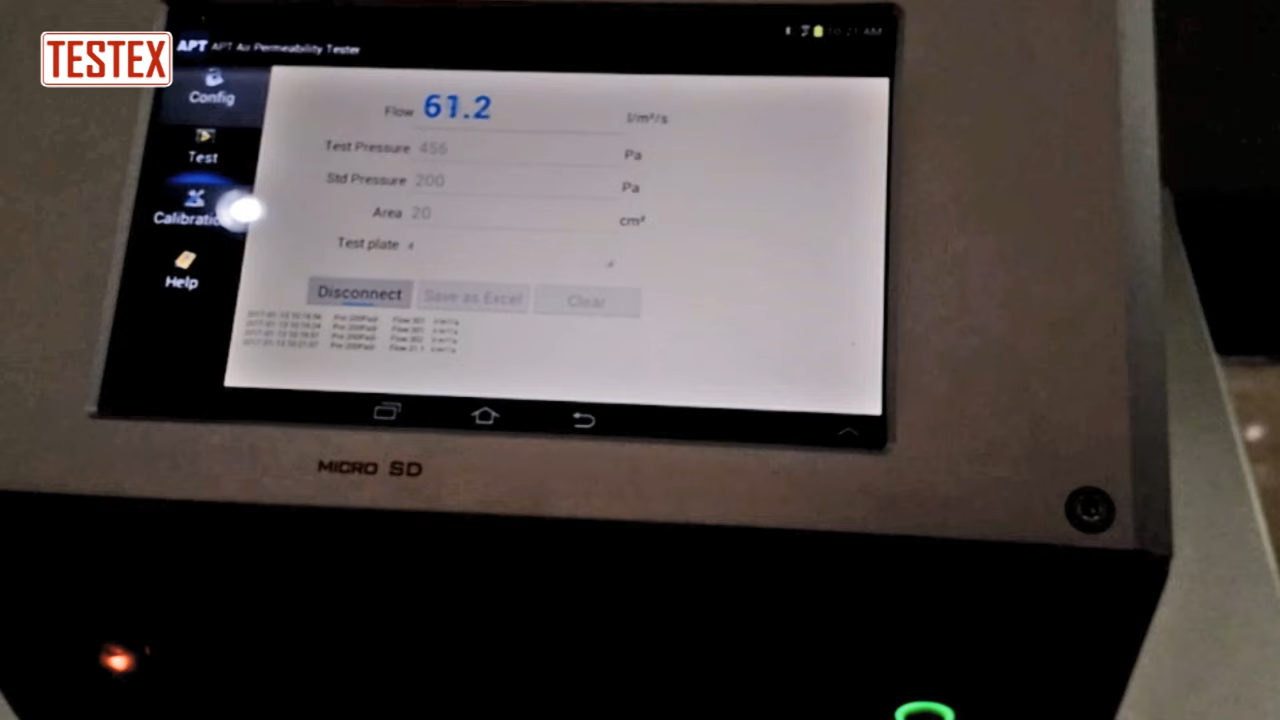 TESTEX
APT APT Air Permeability Tester
10:21 AM
Config
Test
Calibratio
Help
Flow 61.2 l/m²/s
Test Pressure 456 Pa
Std Pressure 200 Pa
Area 20 cm²
Test plate 4
Disconnect Save as Excel Clear
MICRO SD